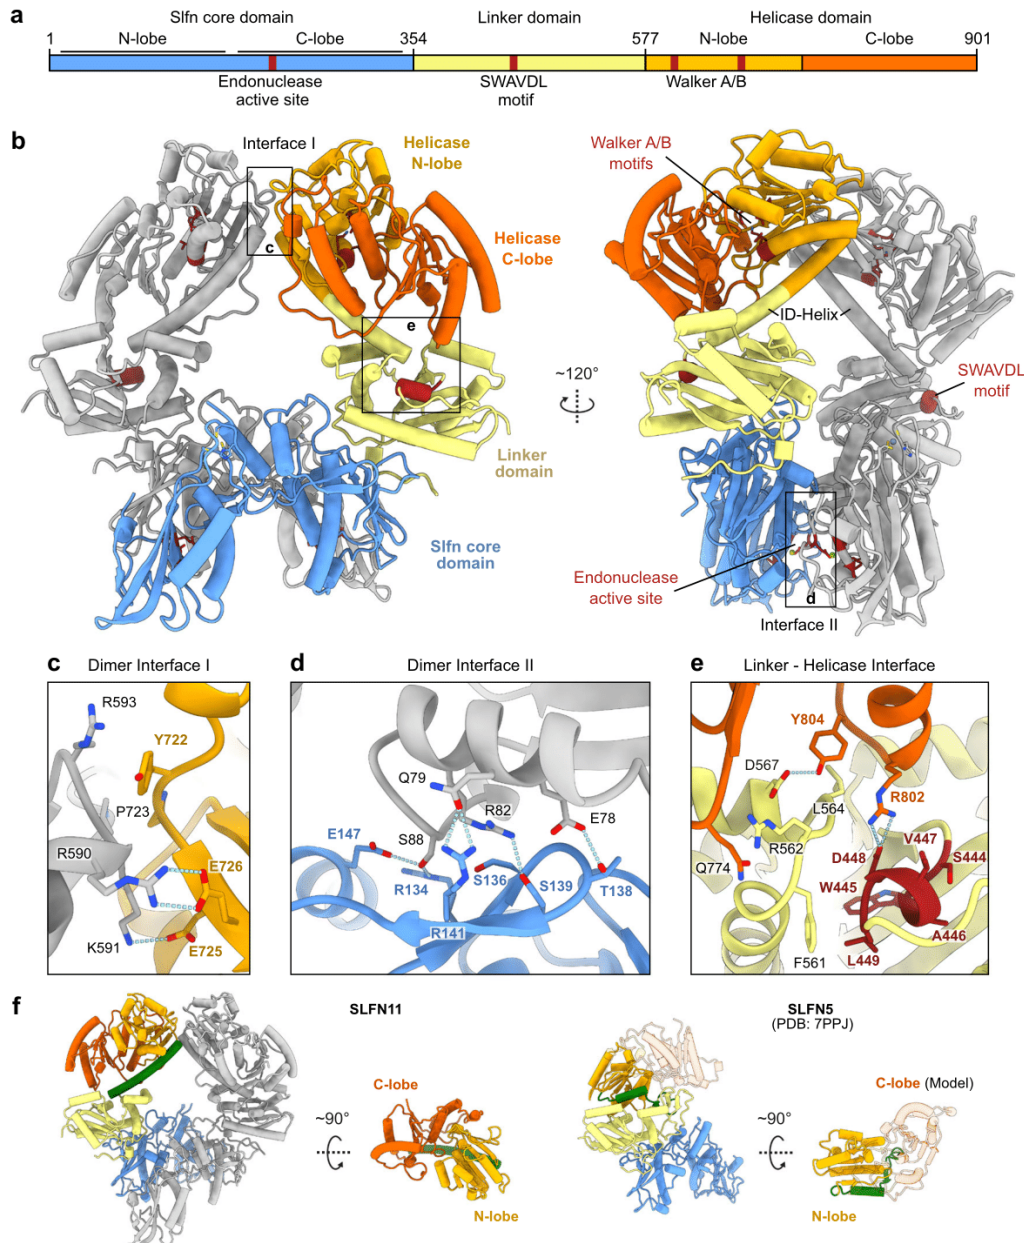 a
Slfn core domain
Linker domain
Helicase domain
1
N-lobe
C-lobe
354
577
N-lobe
C-lobe
901
Endonuclease
active site
SWAVDL
motif
Walker A/B
b
Interface I
Helicase
N-lobe
c
Helicase
C-lobe
e
Linker
domain
Slfn core
domain
~120°
Walker A/B
motifs
ID-Helix
SWAVDL
motif
Endonuclease
active site
d
Interface II
c
Dimer Interface I
R593
Y722
P723
R590
E726
K591
E725
d
Dimer Interface II
Q79
R82
E78
S88
E147
R134
S136
S139
T138
R141
e
Linker - Helicase Interface
Y804
D567
R802
L564
V447
R562
D448
S444
Q774
W445
A446
L449
F561
f
SLFN11
C-lobe
~90°
N-lobe
SLFN5
(PDB: 7PPJ)
C-lobe (Model)
~90°
N-lobe